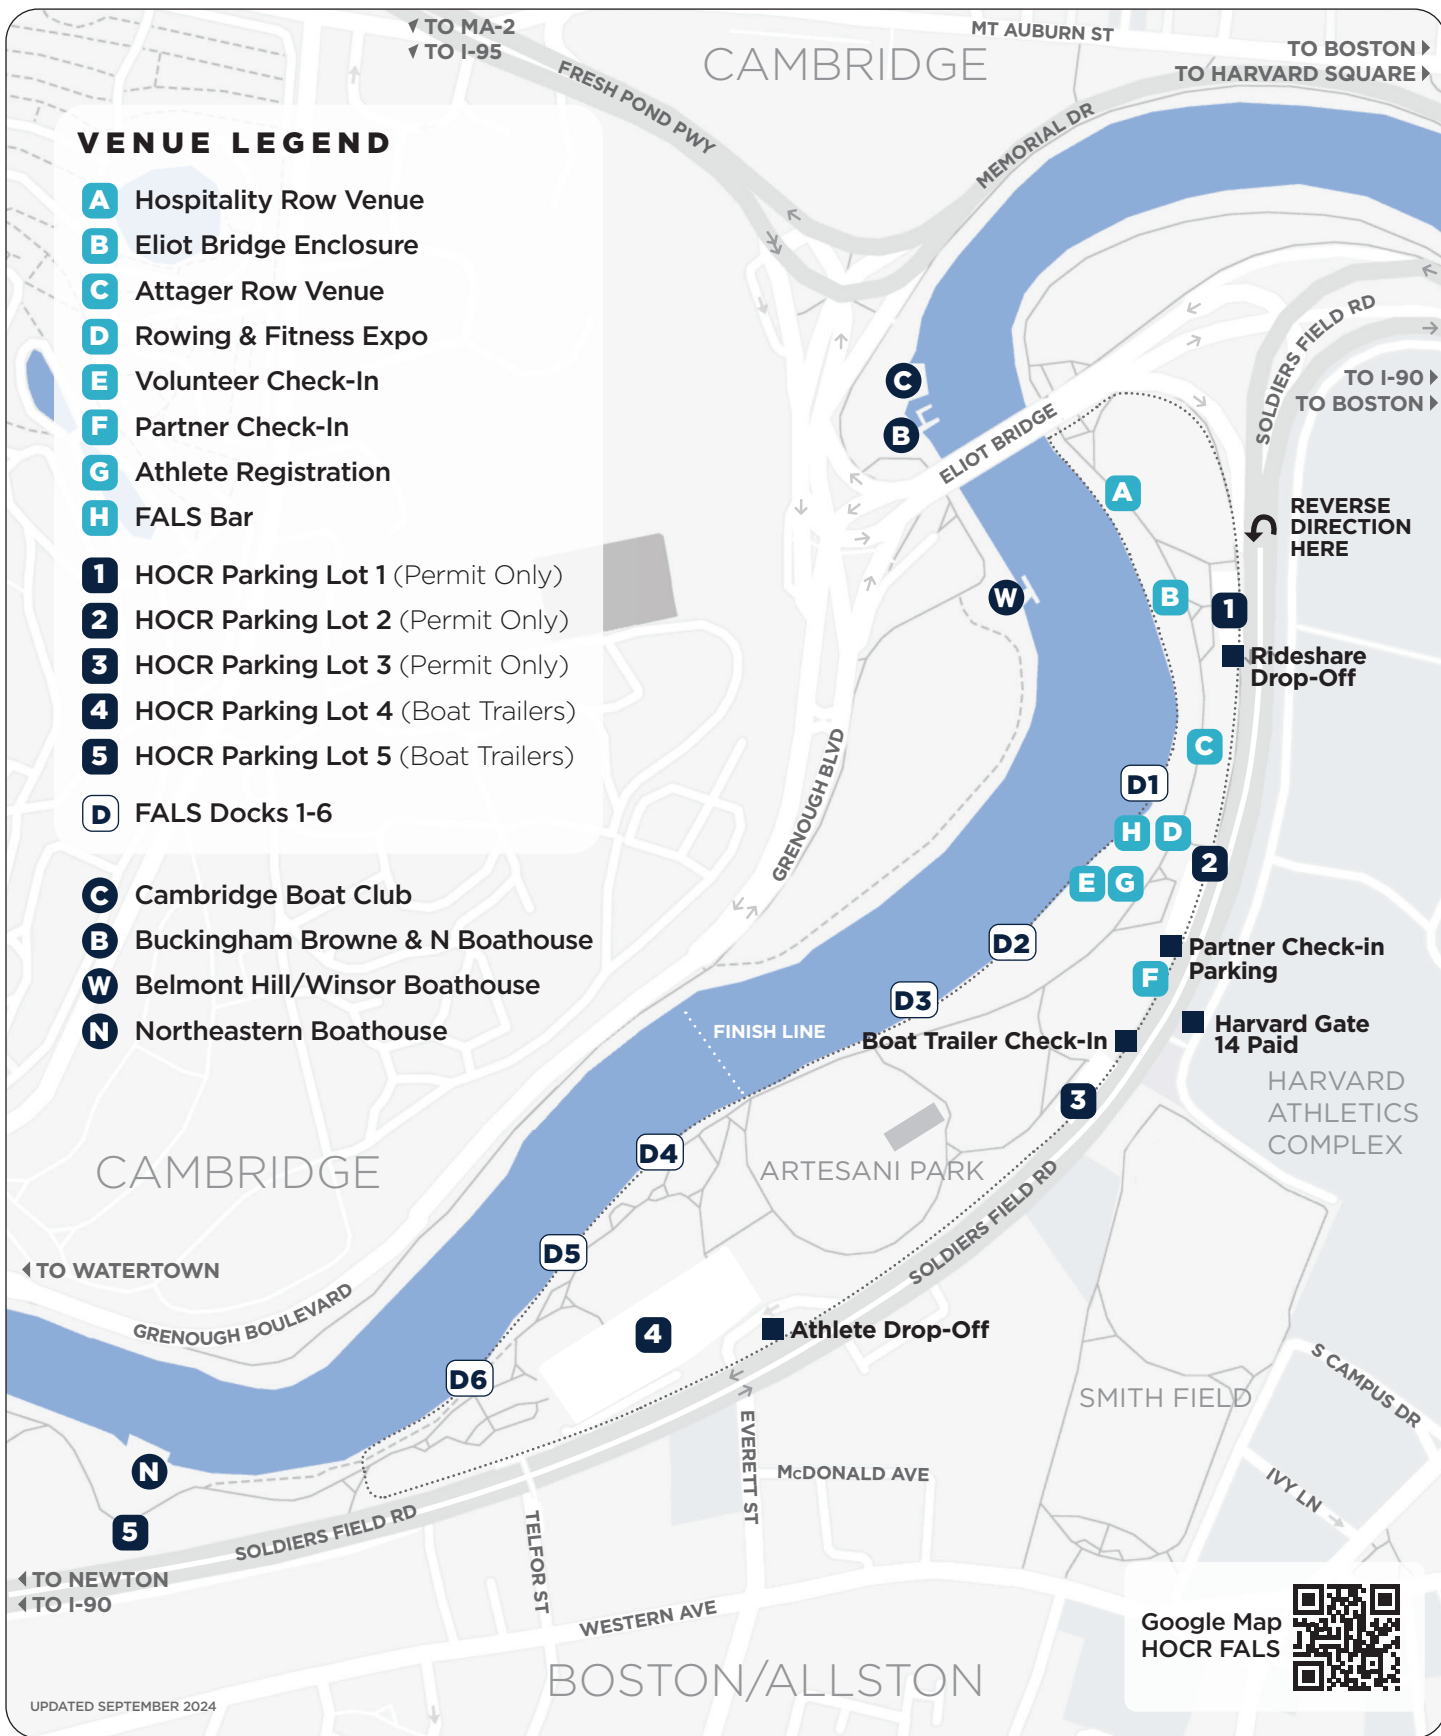 TO MA-2
TO I-95
MT AUBURN ST
CAMBRIDGE
TO BOSTON
TO HARVARD SQUARE
FRESH POND PWY
MEMORIAL DR
VENUE LEGEND
A Hospitality Row Venue
B Eliot Bridge Enclosure
C Attager Row Venue
D Rowing & Fitness Expo
E Volunteer Check-In
F Partner Check-In
G Athlete Registration
H FALS Bar
1 HOCR Parking Lot 1 (Permit Only)
2 HOCR Parking Lot 2 (Permit Only)
3 HOCR Parking Lot 3 (Permit Only)
4 HOCR Parking Lot 4 (Boat Trailers)
5 HOCR Parking Lot 5 (Boat Trailers)
D FALS Docks 1-6
C Cambridge Boat Club
B Buckingham Browne & N Boathouse
W Belmont Hill/Winsor Boathouse
N Northeastern Boathouse
SOLDIERS FIELD RD
TO I-90
TO BOSTON
C
B
ELIOT BRIDGE
A
REVERSE
DIRECTION
HERE
W
B
1
Rideshare
Drop-Off
C
GRENOUGH BLVD
D1
H
D
2
E
G
D2
Partner Check-in
Parking
F
D3
FINISH LINE
Boat Trailer Check-In
Harvard Gate
14 Paid
3
HARVARD
ATHLETICS
COMPLEX
D4
ARTESANI PARK
CAMBRIDGE
SOLDIERS FIELD RD
D5
TO WATERTOWN
GRENOUGH BOULEVARD
4
Athlete Drop-Off
D6
SMITH FIELD
S CAMPUS DR
EVERETT ST
McDONALD AVE
N
IVY LN
5
SOLDIERS FIELD RD
TELFOR ST
TO NEWTON
TO I-90
WESTERN AVE
Google Map
HOCR FALS
BOSTON/ALLSTON
UPDATED SEPTEMBER 2024